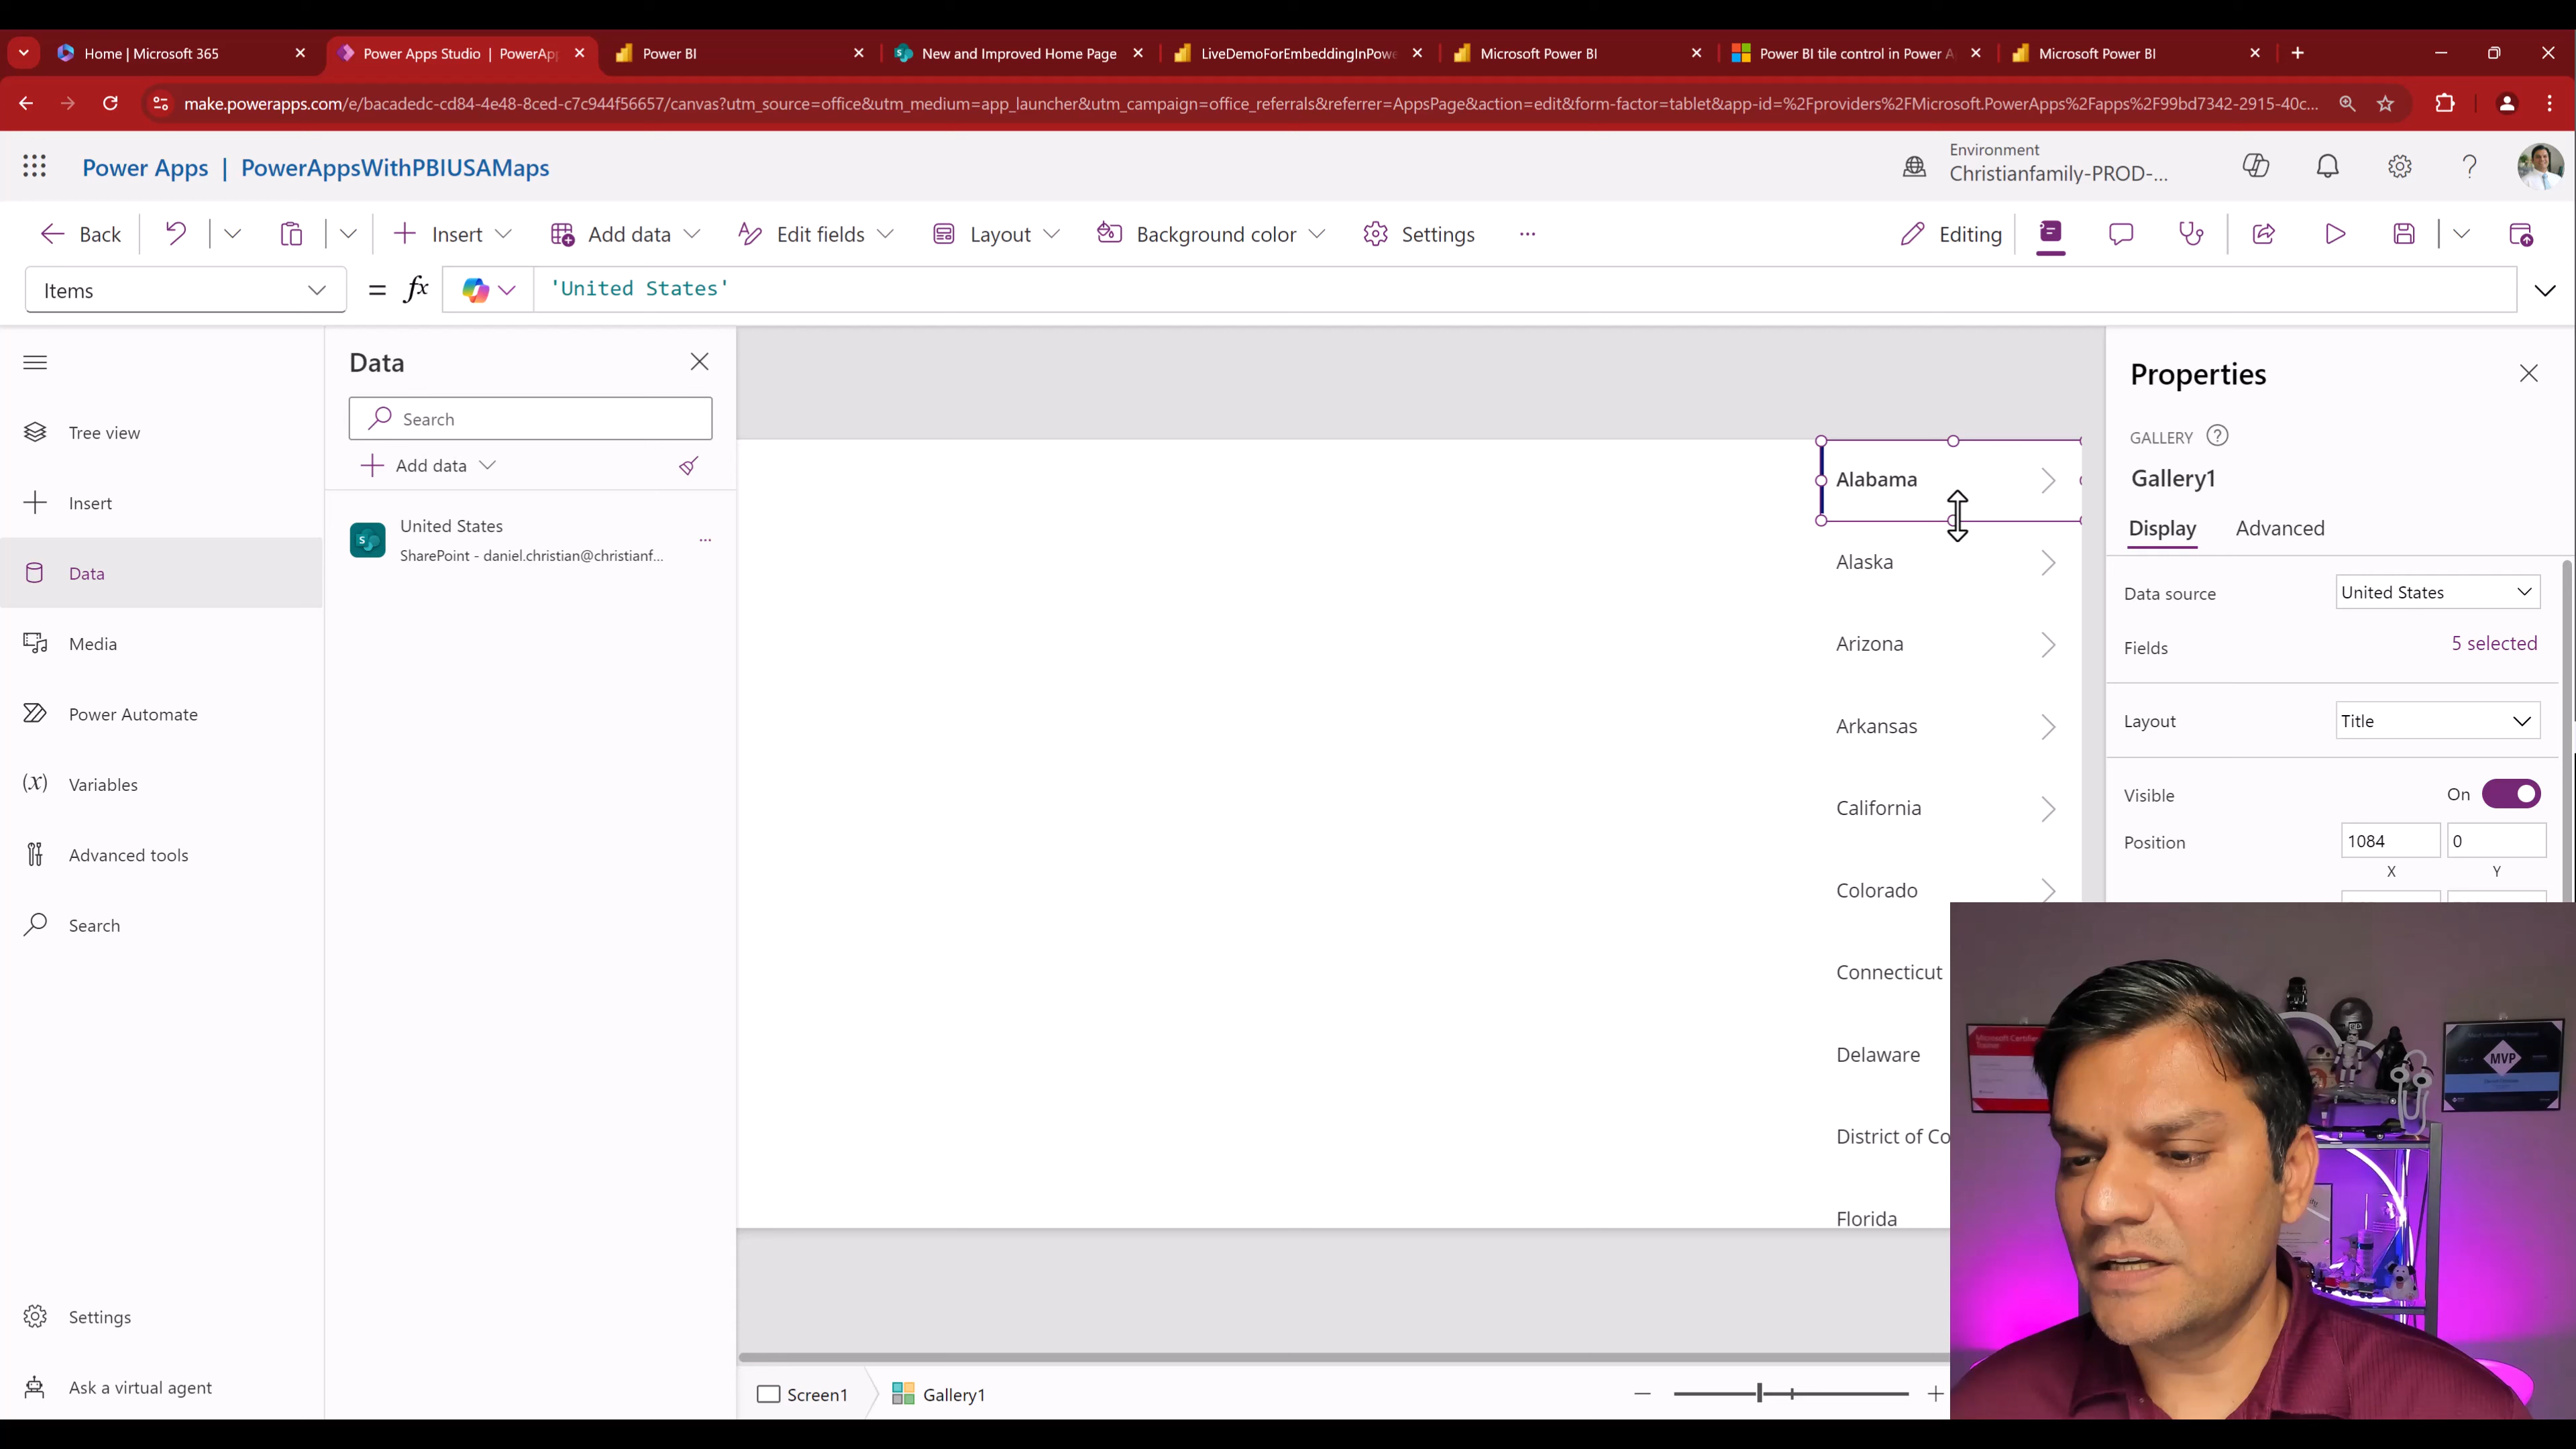 Home | Microsoft 365
Power Apps Studio | PowerApp
Power BI
New and Improved Home Page
LiveDemoForEmbeddingInPowe
Microsoft Power BI
Power BI tile control in Power A
Microsoft Power BI
make.powerapps.com/e/bacadedc-cd84-4e48-8ced-c7c944f56657/canvas?utm_source=office&utm_medium=app_launcher&utm_campaign=office_referrals&referrer=AppsPage&action=edit&form-factor=tablet&app-id=%2Fproviders%2FMicrosoft.PowerApps%2Fapps%2F99bd7342-2915-40c...
Power Apps | PowerAppsWithPBIUSAMaps
Environment
Christianfamily-PROD-...
Back
Insert
Add data
Edit fields
Layout
Background color
Settings
...
Editing
Items
= fx
'United States'
Tree view
Insert
Data
Media
Power Automate
(x) Variables
Advanced tools
Search
Settings
Ask a virtual agent
Data
Search
Add data
United States
SharePoint - daniel.christian@christianf...
...
Alabama
Alaska
Arizona
Arkansas
California
Colorado
Connecticut
Delaware
District of Co
Florida
Properties
GALLERY ?
Gallery1
Display
Advanced
Data source
United States
Fields
5 selected
Layout
Title
Visible
On
Position
1084
0
X
Y
MVP
Screen1
Gallery1